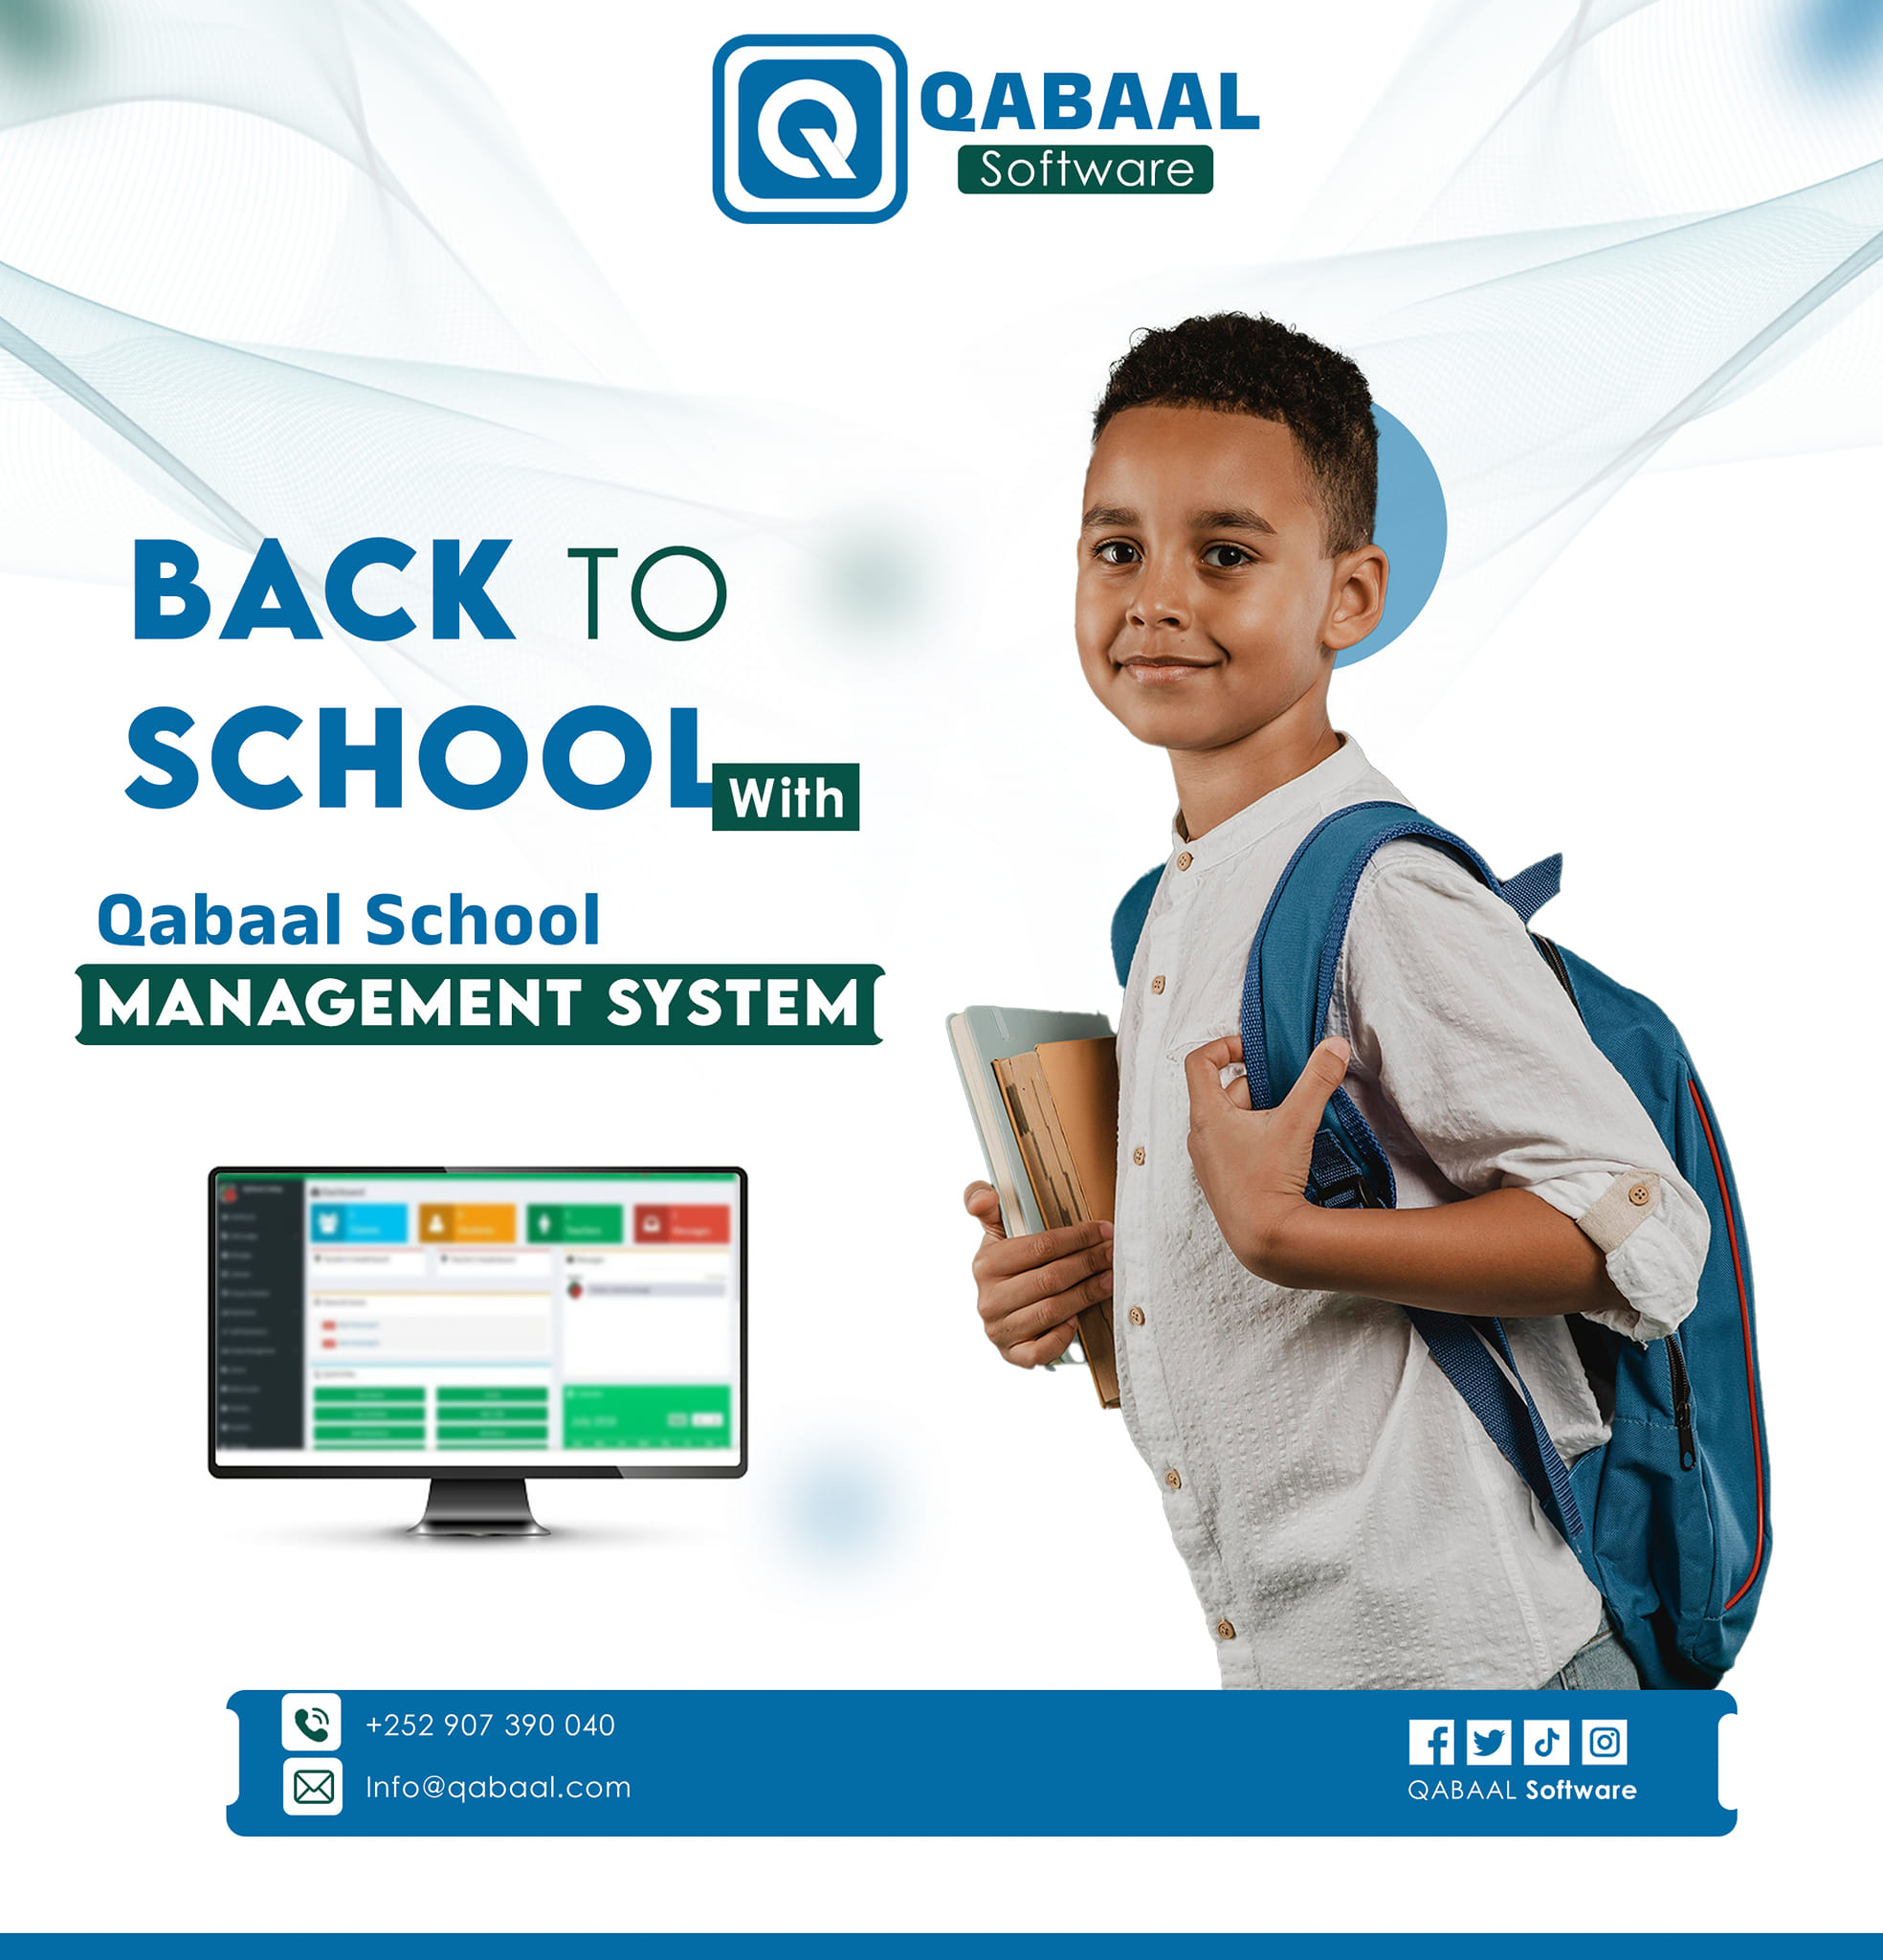 QABAAL
Software
BACK TO
SCHOOL
With
Qabaal School
MANAGEMENT SYSTEM
Dashboard
+252 907 390 040
Info@qabaal.com
QABAAL Software